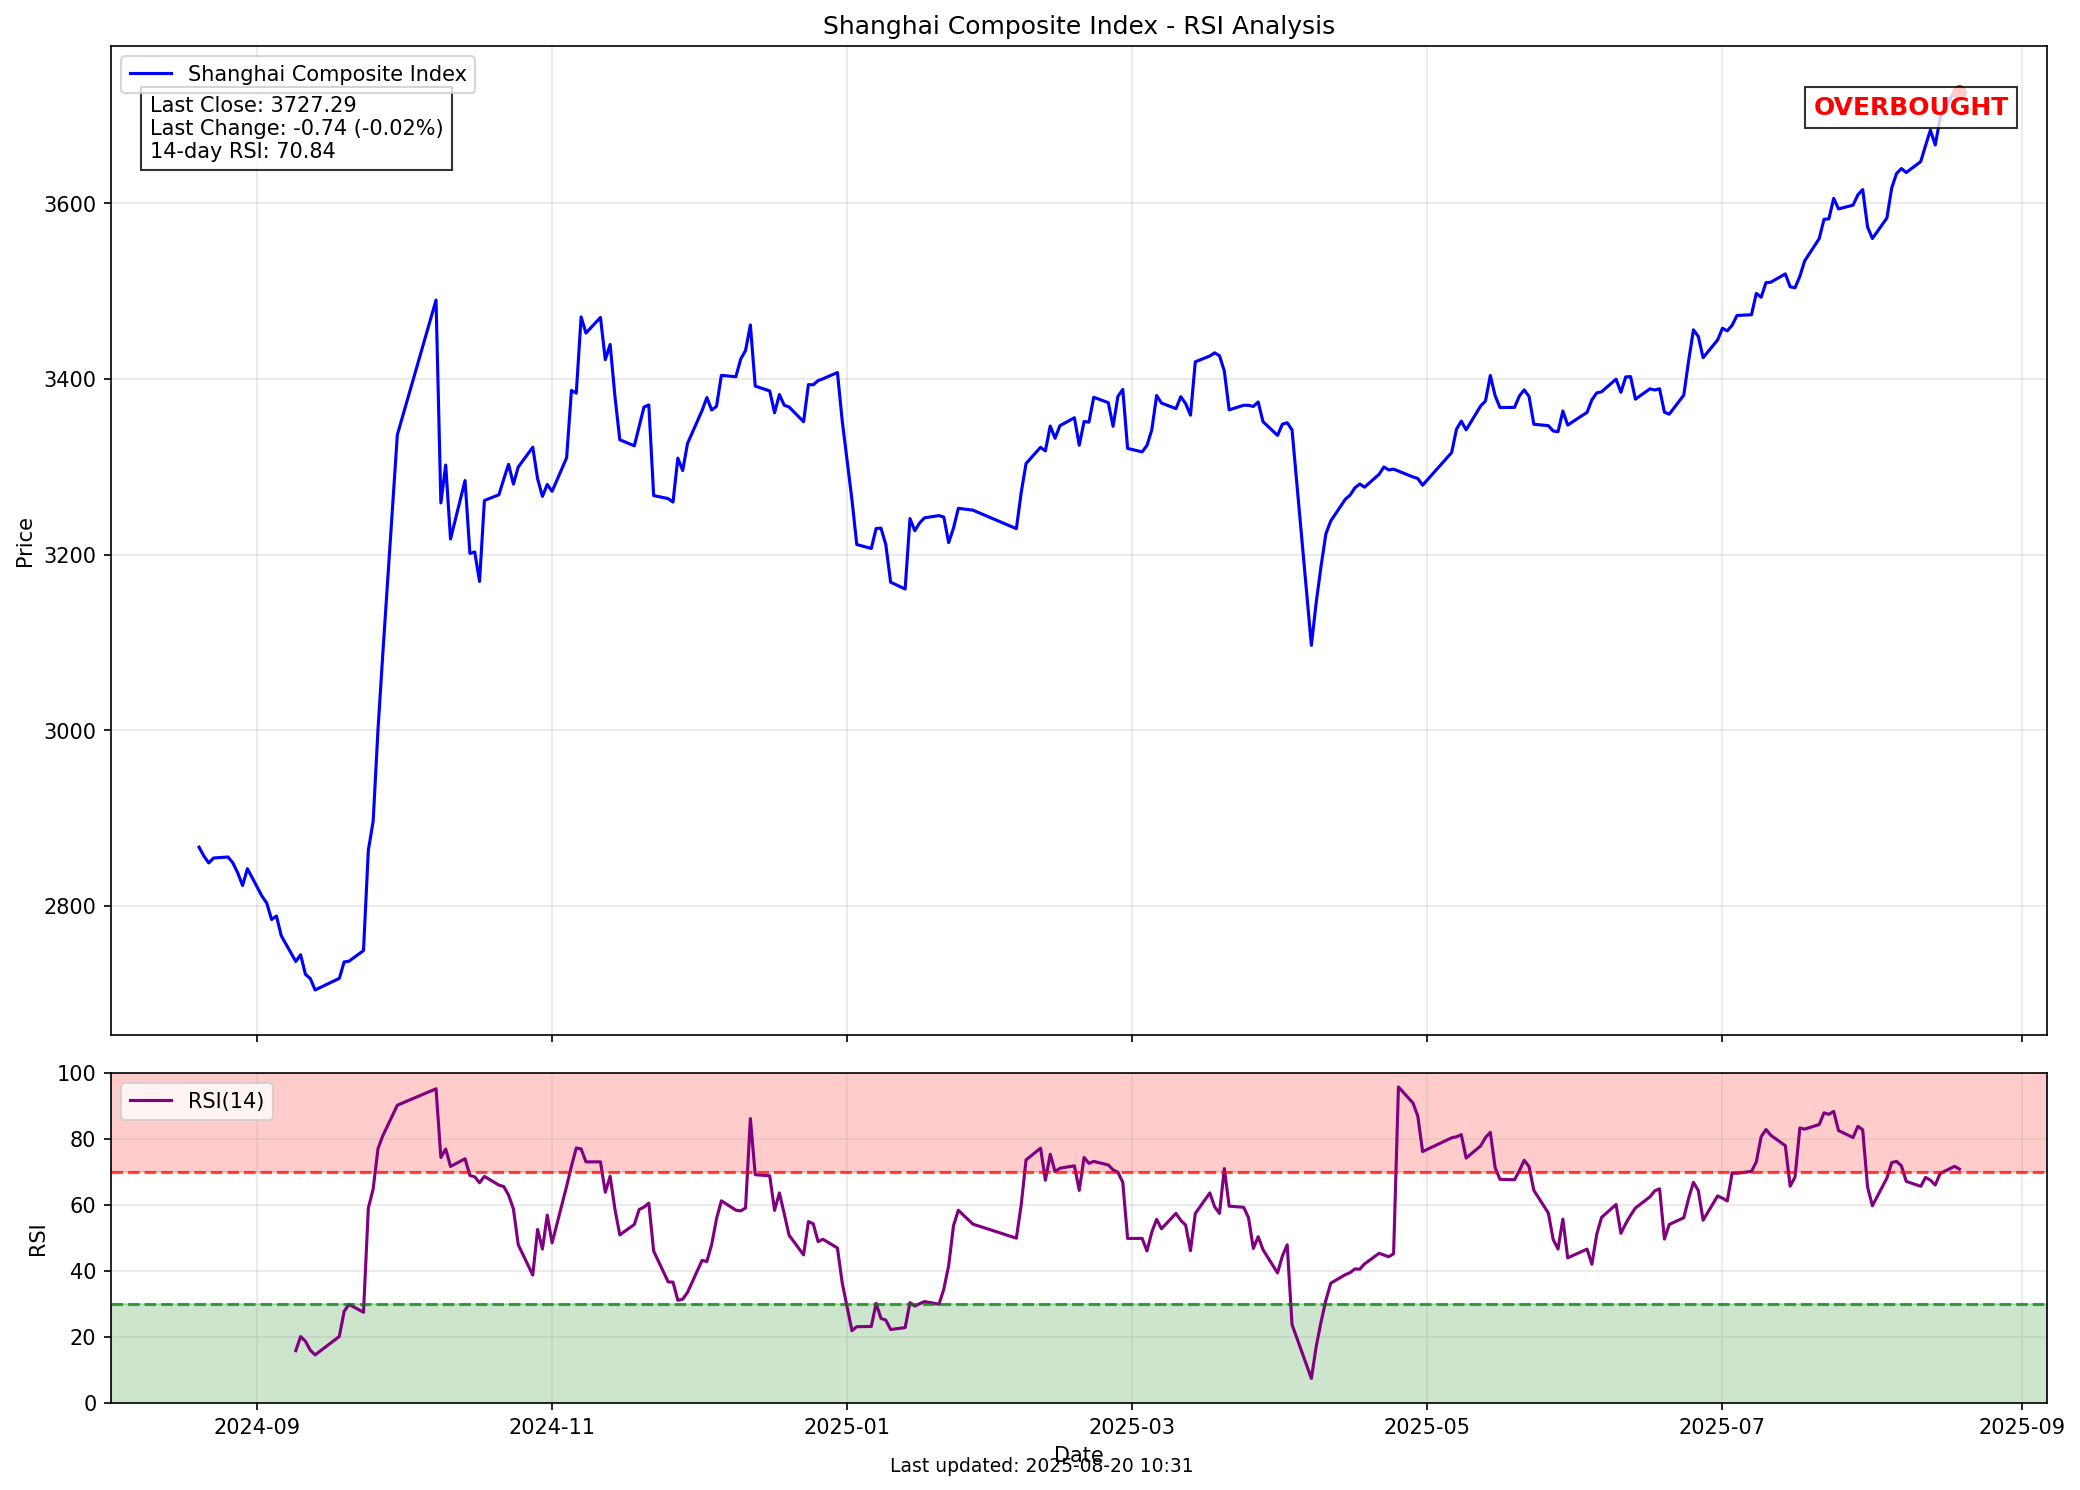 Shanghai Composite Index - RSI Analysis
Shanghai Composite Index
Last Close: 3727.29
Last Change: -0.74 (-0.02%)
14-day RSI: 70.84
OVERBOUGHT
Price
3600
3400
3200
3000
2800
RSI(14)
RSI
100
80
60
40
20
0
2024-09 2024-11 2025-01 2025-03 2025-05 2025-07 2025-09
Date
Last updated: 2025-08-20 10:31